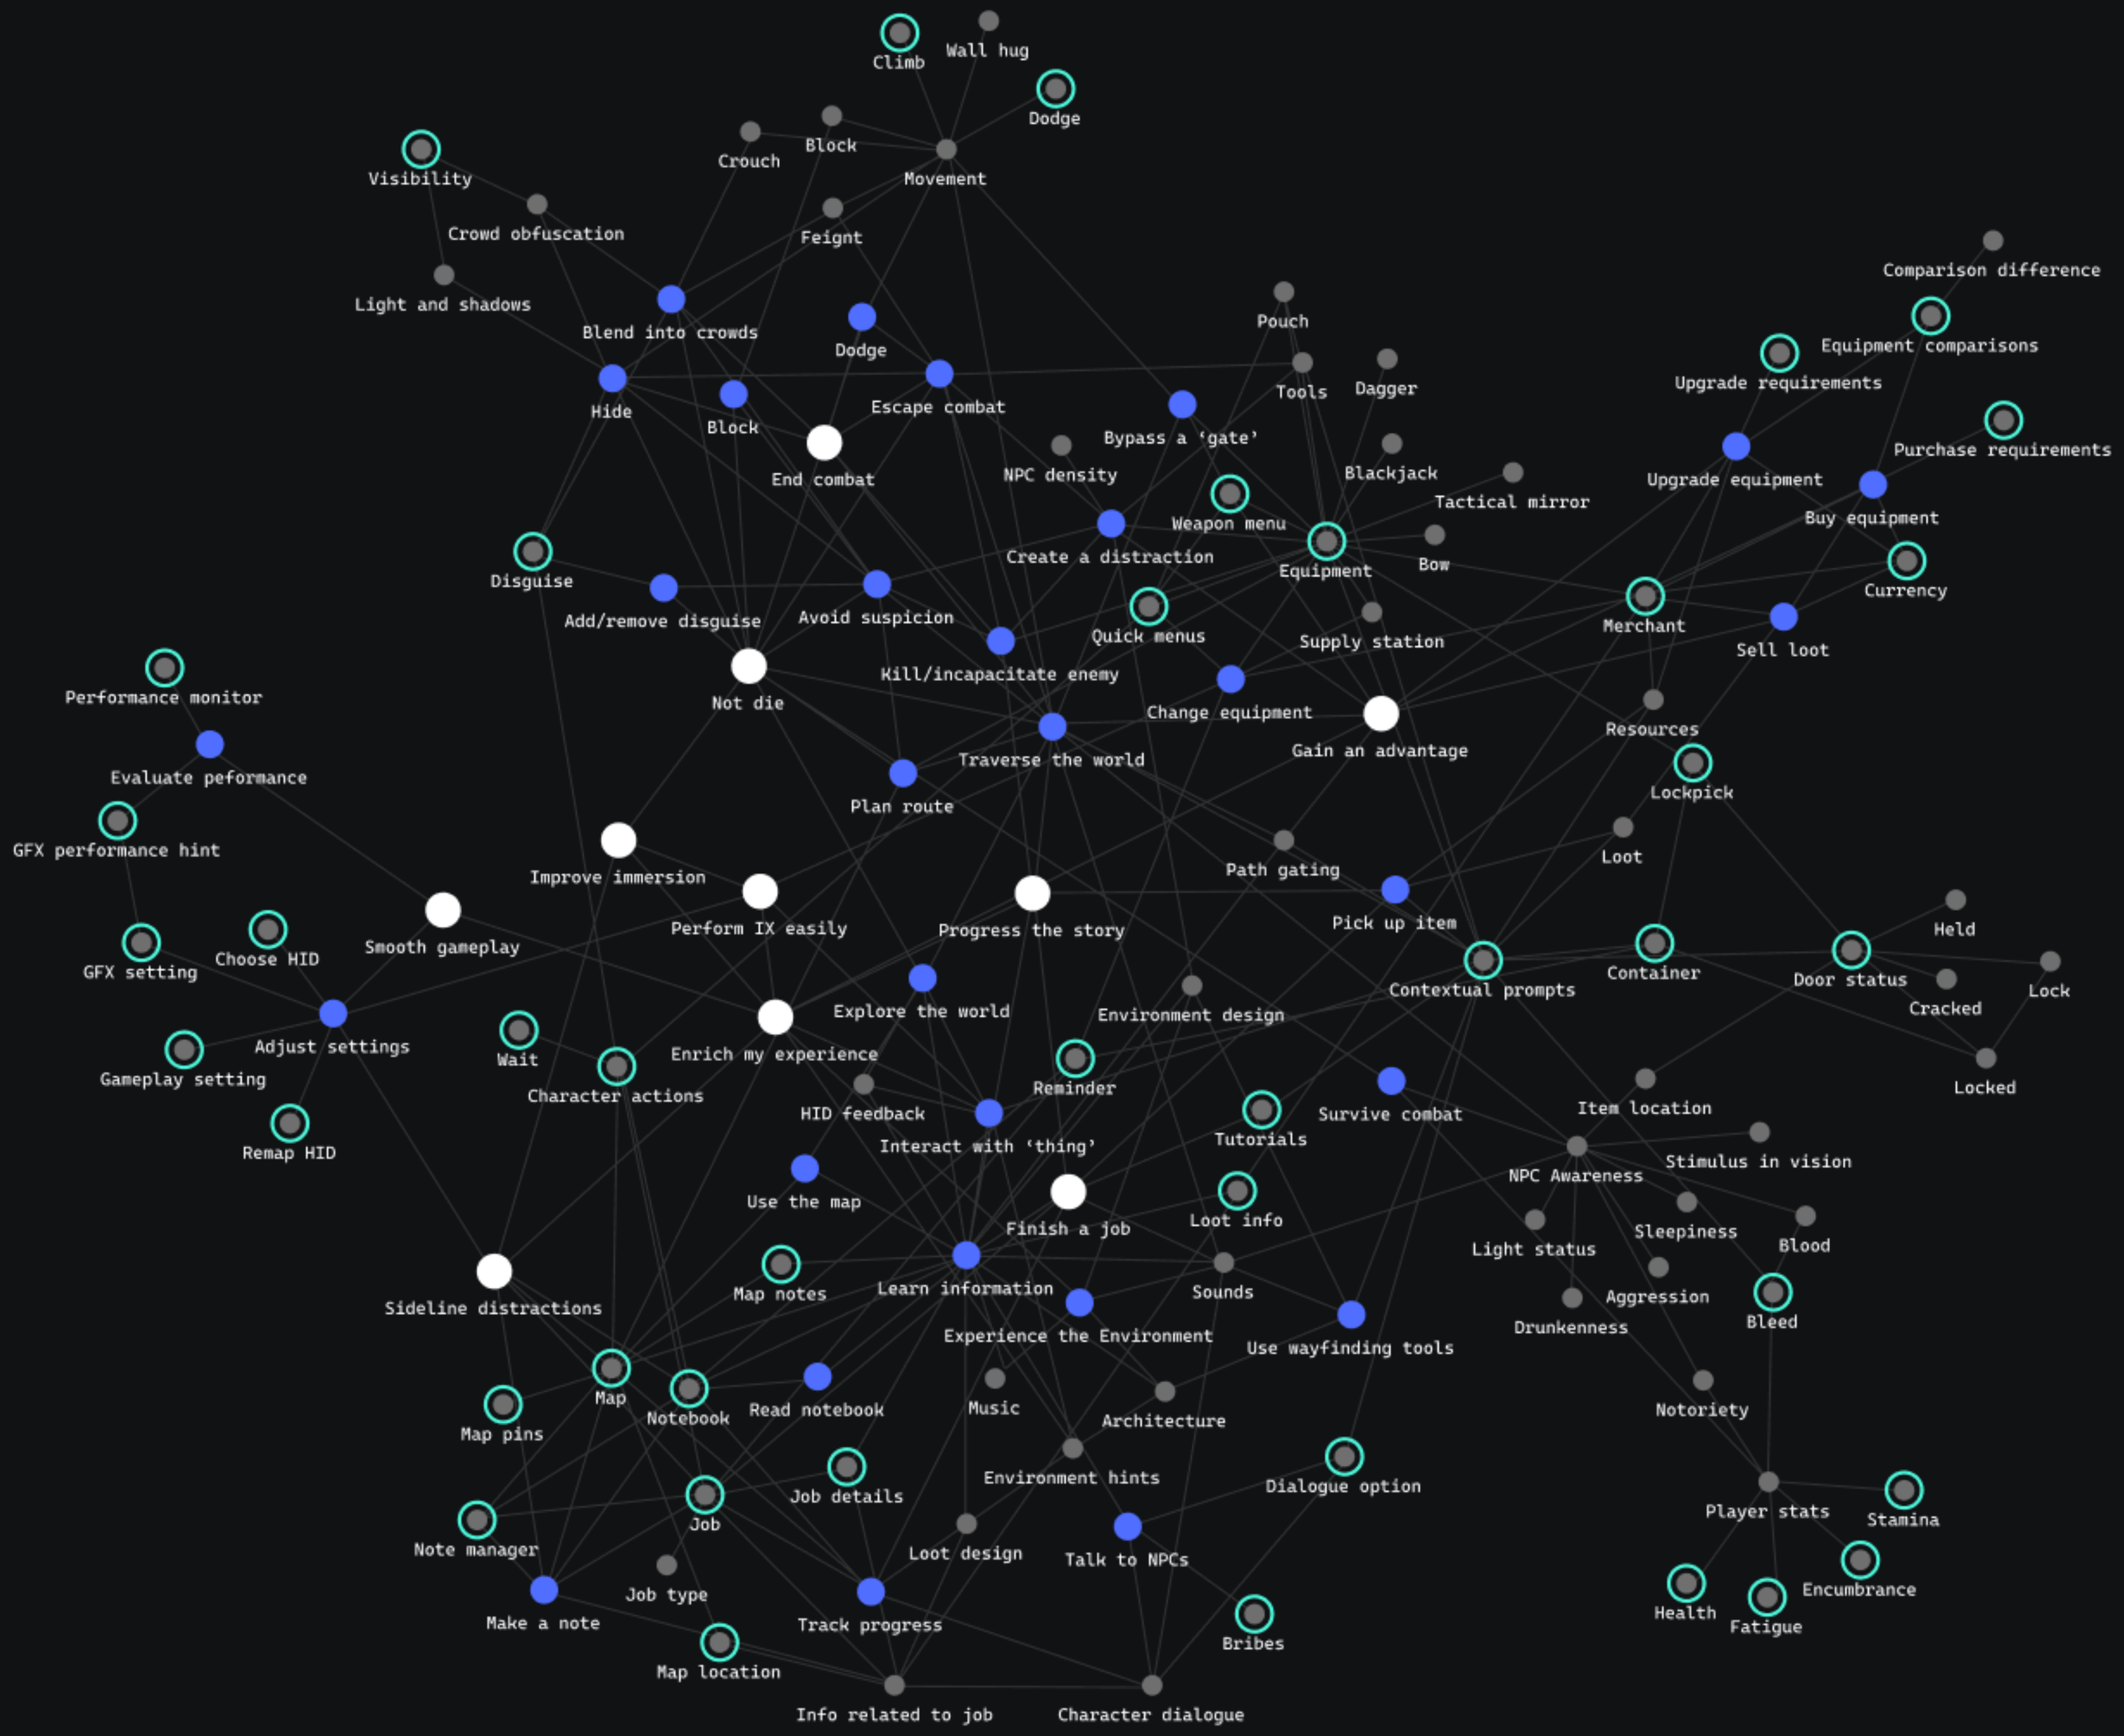 Wall hug
Climb
Dodge
Block
Crouch
Visibility
Movement
Crowd obfuscation
Feignt
Comparison difference
Light and shadows
Pouch
Blend into crowds
Equipment comparisons
Dodge
Upgrade requirements
Tools
Dagger
Escape combat
Hide
Block
Bypass a ‘gate’
Purchase requirements
Blackjack
NPC density
End combat
Upgrade equipment
Tactical mirror
Buy equipment
Weapon menu
Create a distraction
Bow
Equipment
Disguise
Currency
Avoid suspicion
Add/remove disguise
Merchant
Quick menus
Supply station
Sell loot
Kill/incapacitate enemy
Performance monitor
Not die
Change equipment
Resources
Gain an advantage
Traverse the world
Evaluate peformance
Lockpick
Plan route
GFX performance hint
Loot
Path gating
Improve immersion
Pick up item
Perform IX easily
Held
Progress the story
Smooth gameplay
Choose HID
GFX setting
Container
Door status
Contextual prompts
Lock
Cracked
Explore the world
Environment design
Adjust settings
Enrich my experience
Wait
Gameplay setting
Reminder
Locked
Character actions
Item location
HID feedback
Survive combat
Tutorials
Interact with ‘thing’
Remap HID
Stimulus in vision
NPC Awareness
Use the map
Loot info
Finish a job
Sleepiness
Blood
Light status
Learn information
Sounds
Map notes
Aggression
Sideline distractions
Bleed
Drunkenness
Experience the Environment
Use wayfinding tools
Map
Music
Read notebook
Notoriety
Notebook
Architecture
Map pins
Environment hints
Dialogue option
Job details
Player stats
Stamina
Job
Note manager
Loot design
Talk to NPCs
Encumbrance
Job type
Health
Make a note
Track progress
Fatigue
Bribes
Map location
Info related to job
Character dialogue